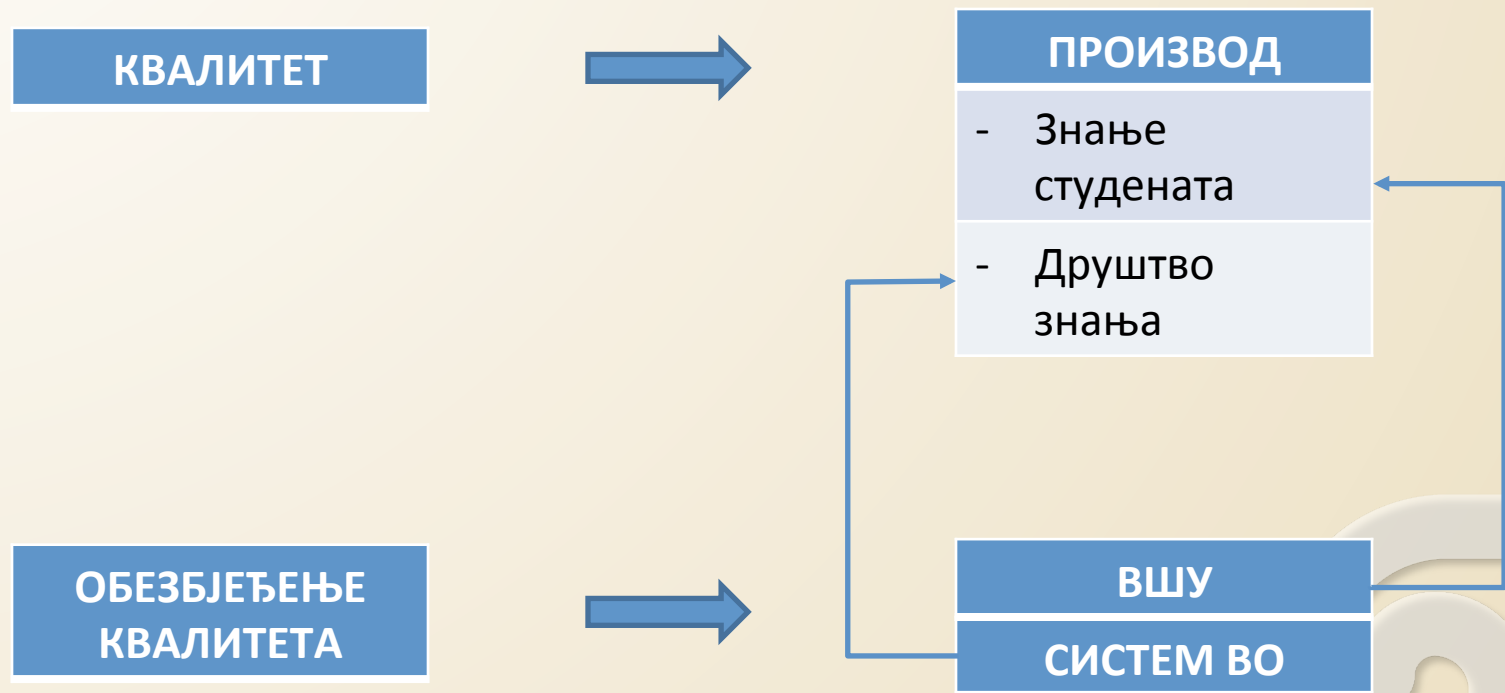 КВАЛИТЕТ
ПРОИЗВОД
- Знање
студената
- Друштво
знања
ОБЕЗБЈЕЂЕЊЕ
КВАЛИТЕТА
ВШУ
СИСТЕМ ВО